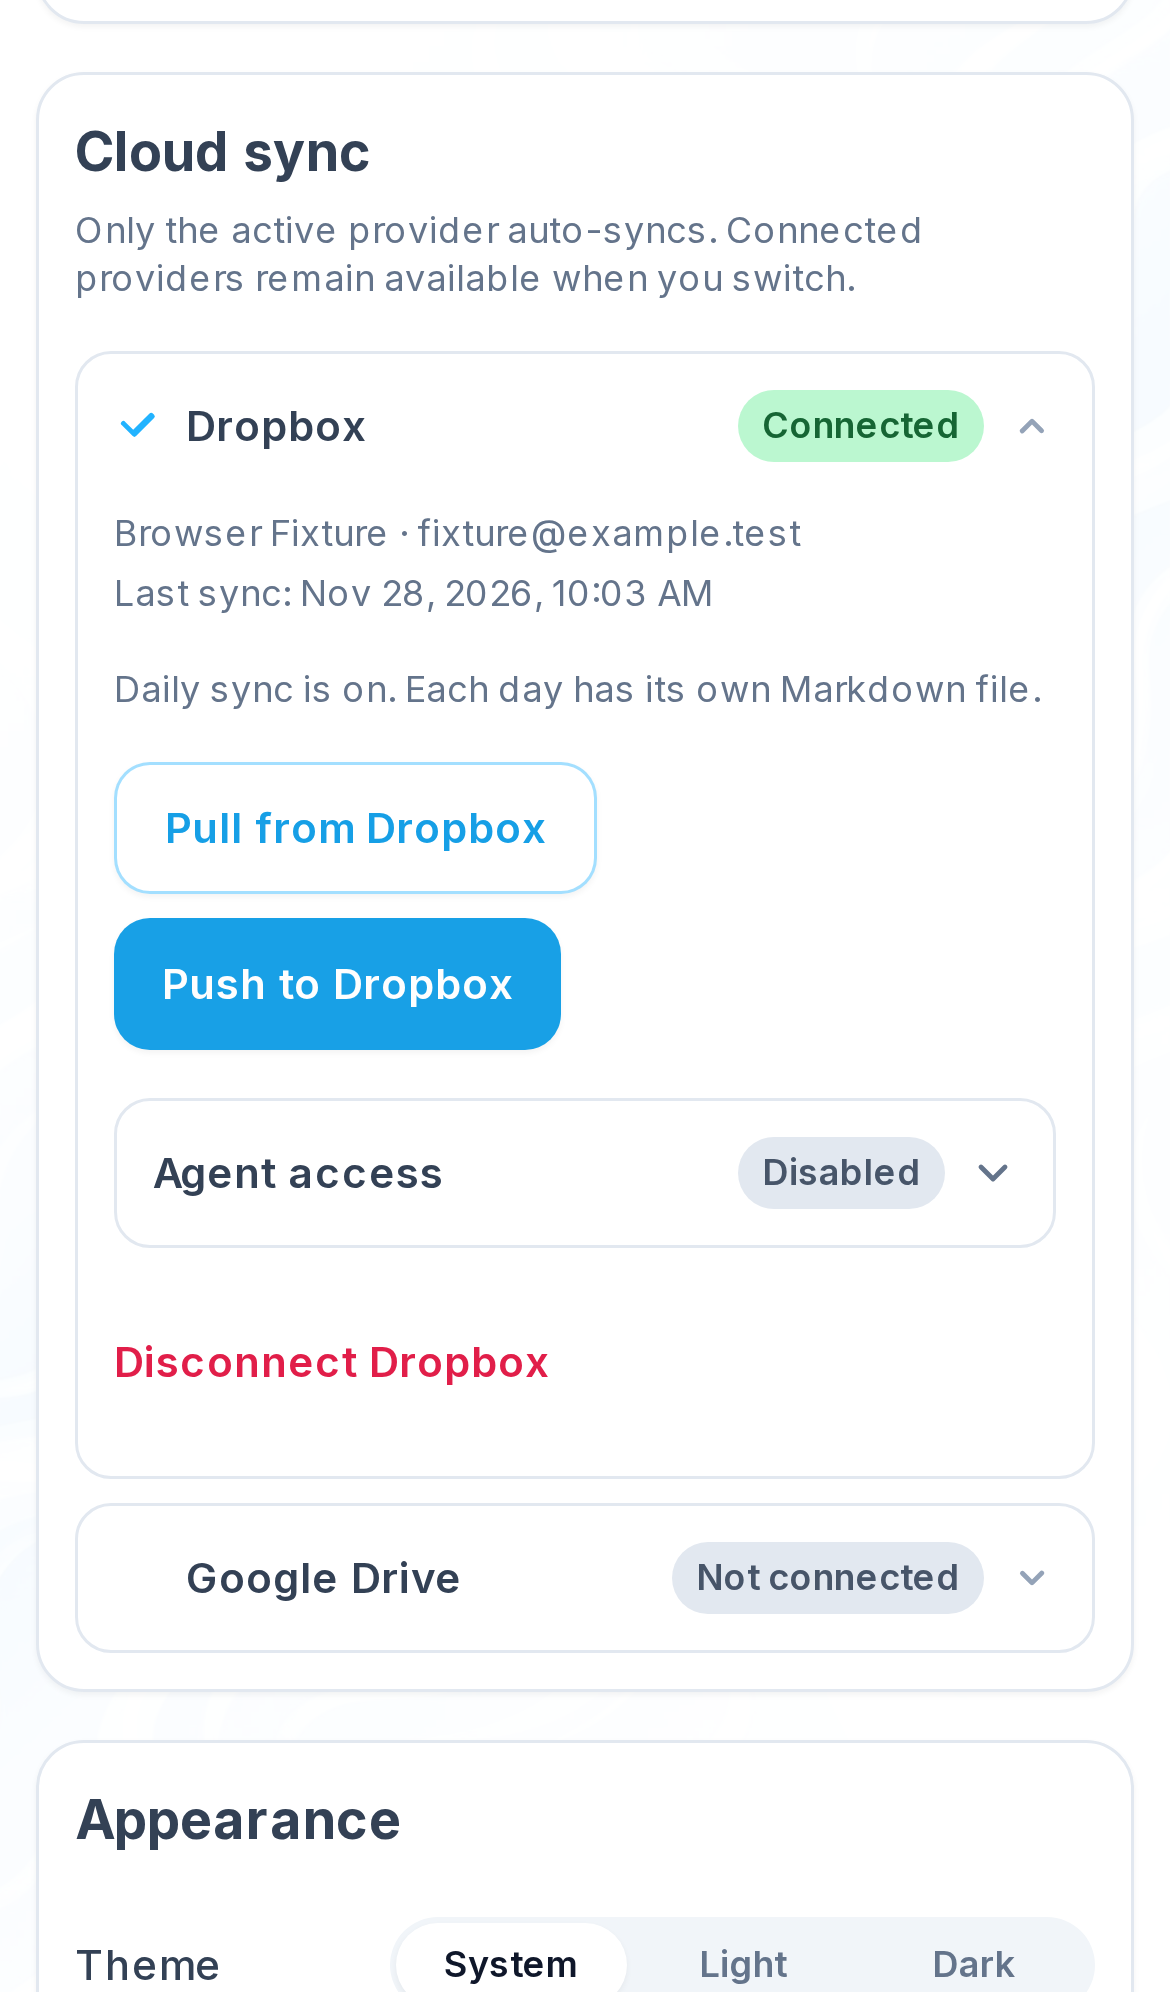 Cloud sync
Only the active provider auto-syncs. Connected
providers remain available when you switch.
Dropbox
Connected
Browser Fixture · fixture@example.test
Last sync: Nov 28, 2026, 10:03 AM
Daily sync is on. Each day has its own Markdown file.
Pull from Dropbox
Push to Dropbox
Agent access
Disabled
Disconnect Dropbox
Google Drive
Not connected
Appearance
Theme
System
Light
Dark